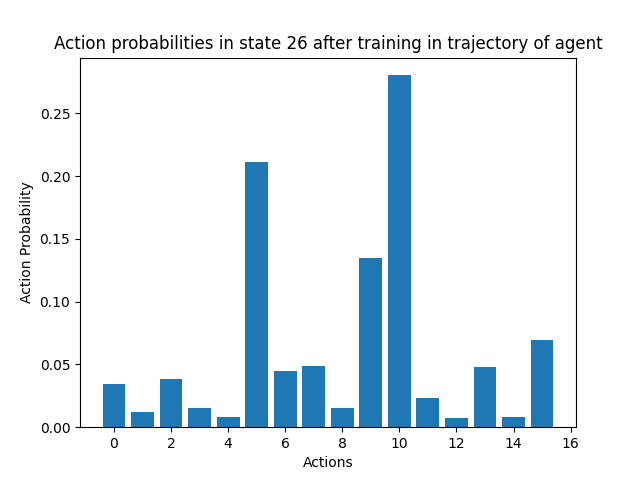 Action probabilities in state 26 after training in trajectory of agent
Action Probability
0.25
0.20
0.15
0.10
0.05
0.00
0 2 4 6 8 10 12 14 16
Actions